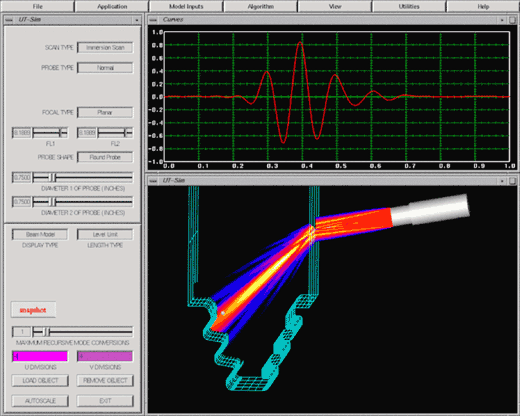 File Application Model Inputs Algorithm View Utilities Help
UT-Sim
SCAN TYPE Immersion Scan
PROBE TYPE Normal
FOCAL TYPE Planar
FL1 FL2
PROBE SHAPE Round Probe
0.7500
DIAMETER 1 OF PROBE (INCHES)
0.7500
DIAMETER 2 OF PROBE (INCHES)
Beam Model Level Unit
DISPLAY TYPE LENGTH TYPE
snapshot
1
MAXIMUM RECURSIVE MODE CONVERSIONS
U DIVISIONS V DIVISIONS
LOAD OBJECT REMOVE OBJECT
AUTOSCALE EXIT
Curves
1.0
0.8
0.6
0.4
0.2
0.0
-0.2
-0.4
-0.6
-0.8
-1.0
0.0 0.1 0.2 0.3 0.4 0.5 0.6 0.7 0.8 0.9 1.0
UT-Sim